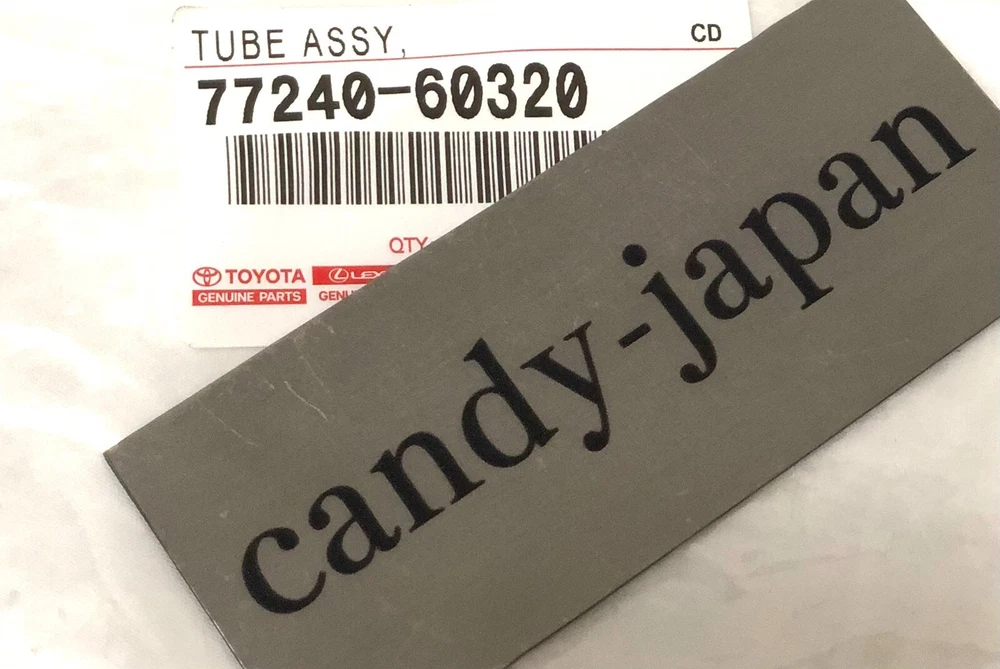 TUBE ASSY, CD
77240-60320
QTY
TOYOTA
GENUINE PARTS
candy-japan